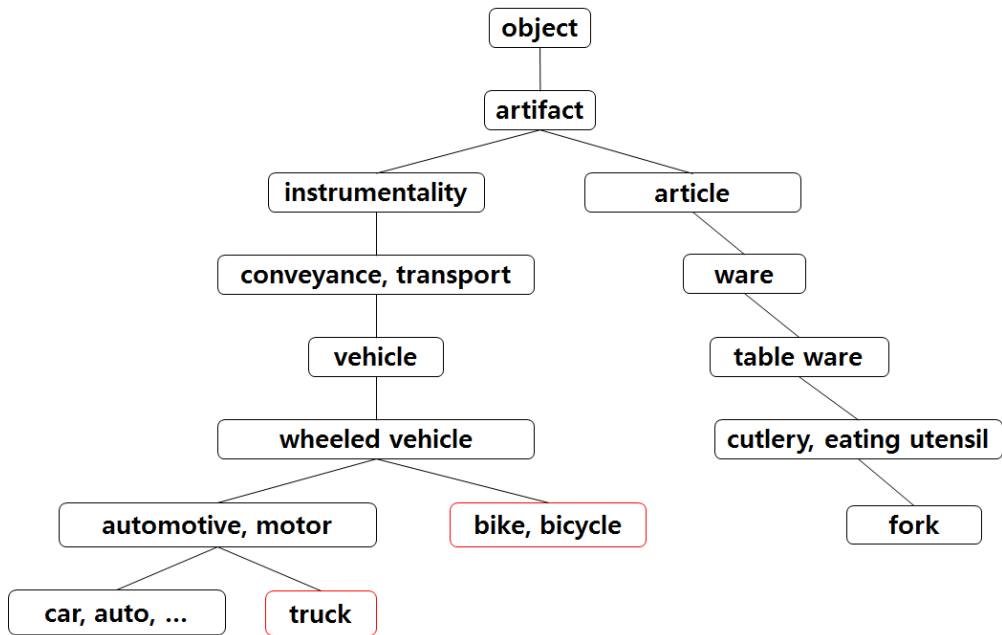 object
artifact
instrumentality
article
conveyance, transport
ware
vehicle
table ware
wheeled vehicle
cutlery, eating utensil
automotive, motor
bike, bicycle
fork
car, auto, ...
truck